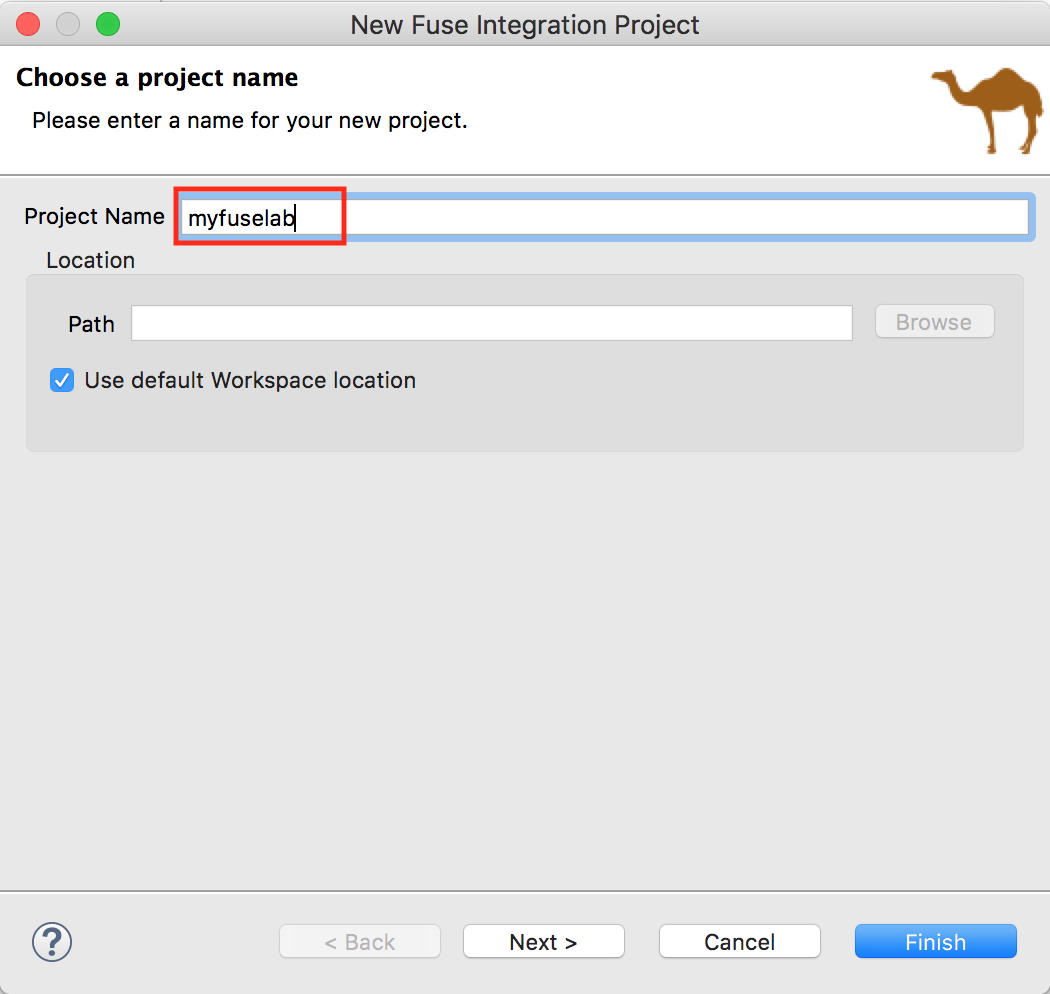 New Fuse Integration Project
Choose a project name
Please enter a name for your new project.
Project Name myfuselab
Location
Path Browse
Use default Workspace location
? < Back Next > Cancel Finish